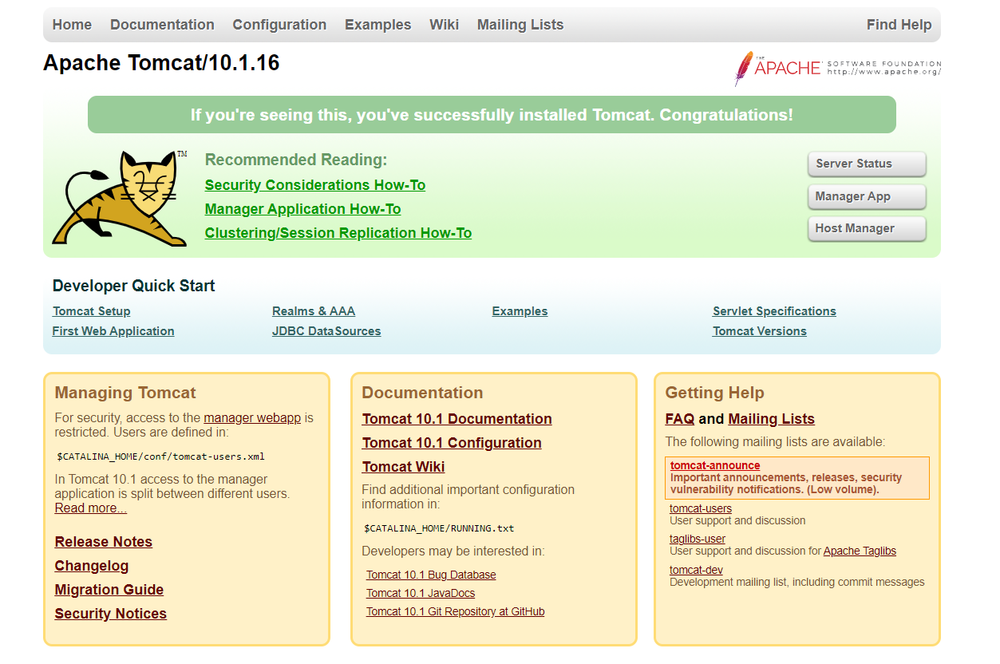 Home Documentation Configuration Examples Wiki Mailing Lists Find Help
Apache Tomcat/10.1.16
THE APACHE SOFTWARE FOUNDATION
http://www.apache.org/
If you're seeing this, you've successfully installed Tomcat. Congratulations!
TM
Recommended Reading:
Security Considerations How-To
Manager Application How-To
Clustering/Session Replication How-To
Server Status
Manager App
Host Manager
Developer Quick Start
Tomcat Setup
First Web Application
Realms & AAA
JDBC DataSources
Examples
Servlet Specifications
Tomcat Versions
Managing Tomcat
For security, access to the manager webapp is
restricted. Users are defined in:
$CATALINA_HOME/conf/tomcat-users.xml
In Tomcat 10.1 access to the manager
application is split between different users.
Read more...
Release Notes
Changelog
Migration Guide
Security Notices
Documentation
Tomcat 10.1 Documentation
Tomcat 10.1 Configuration
Tomcat Wiki
Find additional important configuration
information in:
$CATALINA_HOME/RUNNING.txt
Developers may be interested in:
Tomcat 10.1 Bug Database
Tomcat 10.1 JavaDocs
Tomcat 10.1 Git Repository at GitHub
Getting Help
FAQ and Mailing Lists
The following mailing lists are available:
tomcat-announce
Important announcements, releases, security
vulnerability notifications. (Low volume).
tomcat-users
User support and discussion
taglibs-user
User support and discussion for Apache Taglibs
tomcat-dev
Development mailing list, including commit messages